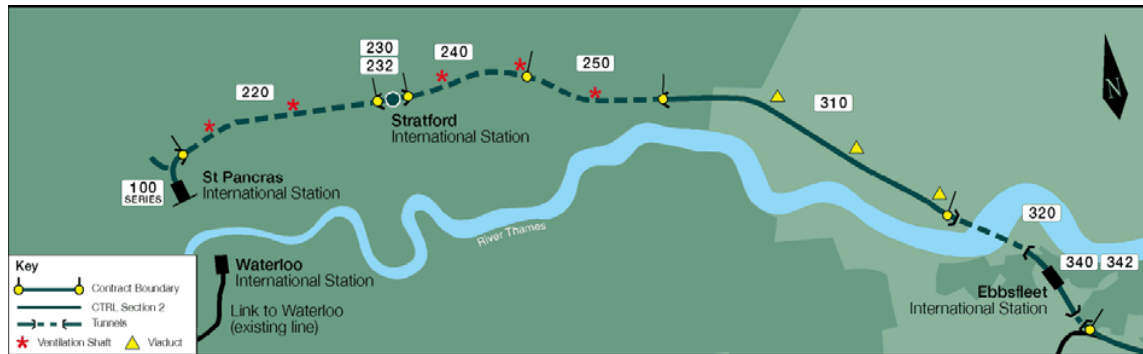 230
232
240
250
220
310
Stratford
International Station
St Pancras
International Station
100
SERIES
River Thames
320
340
342
Ebbsfleet
International Station
Waterloo
International Station
Link to Waterloo
(existing line)
N
Key
Contract Boundary
CTRL Section 2
Tunnels
Ventilation Shaft
Viaduct